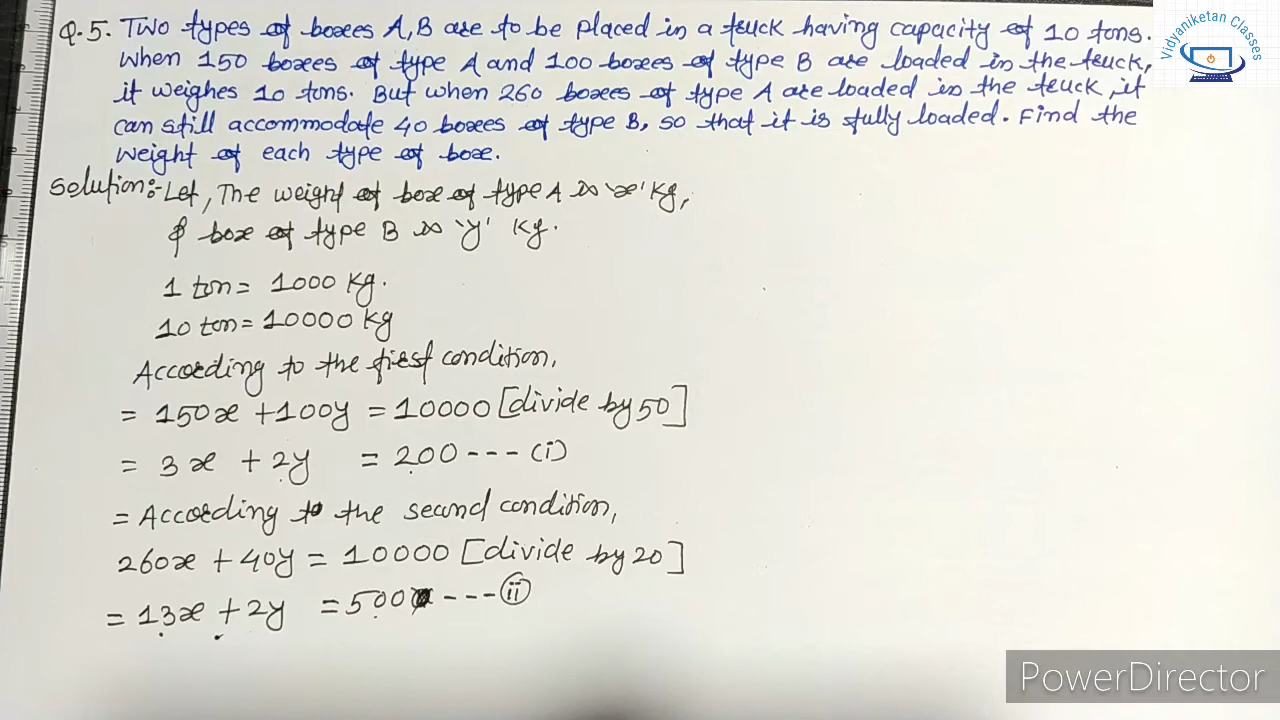 Q.5. Two types of boxes A, B are to be placed in a truck having capacity of 10 tons.
When 150 boxes of type A and 100 boxes of type B are loaded in the truck,
it weighes 10 tons. But when 260 boxes of type A are loaded in the truck, it
can still accommodate 40 boxes of type B, so that it is fully loaded. Find the
weight of each type of box.
Solution:- Let, The weight of box of type A is 'x' Kg,
& box of type B is 'y' Kg.
1 ton = 1000 Kg.
10 ton = 10000 Kg
According to the first condition,
= 150x + 100y = 10000 [divide by 50]
= 3x + 2y = 200 --- (i)
= According to the second condition,
260x + 40y = 10000 [divide by 20]
= 13x + 2y = 500 --- (ii)
Vidyaniketan Classes
PowerDirector